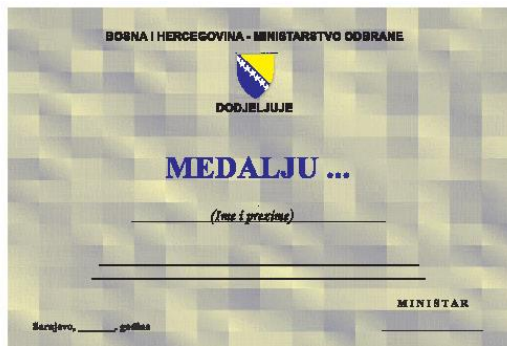 BOSNA I HERCEGOVINA - MINISTARSTVO ODBRANE
DODJELJUJE
MEDALJU ...
(Ime i prezime)
MINISTAR
Sarajevo, ______, godine